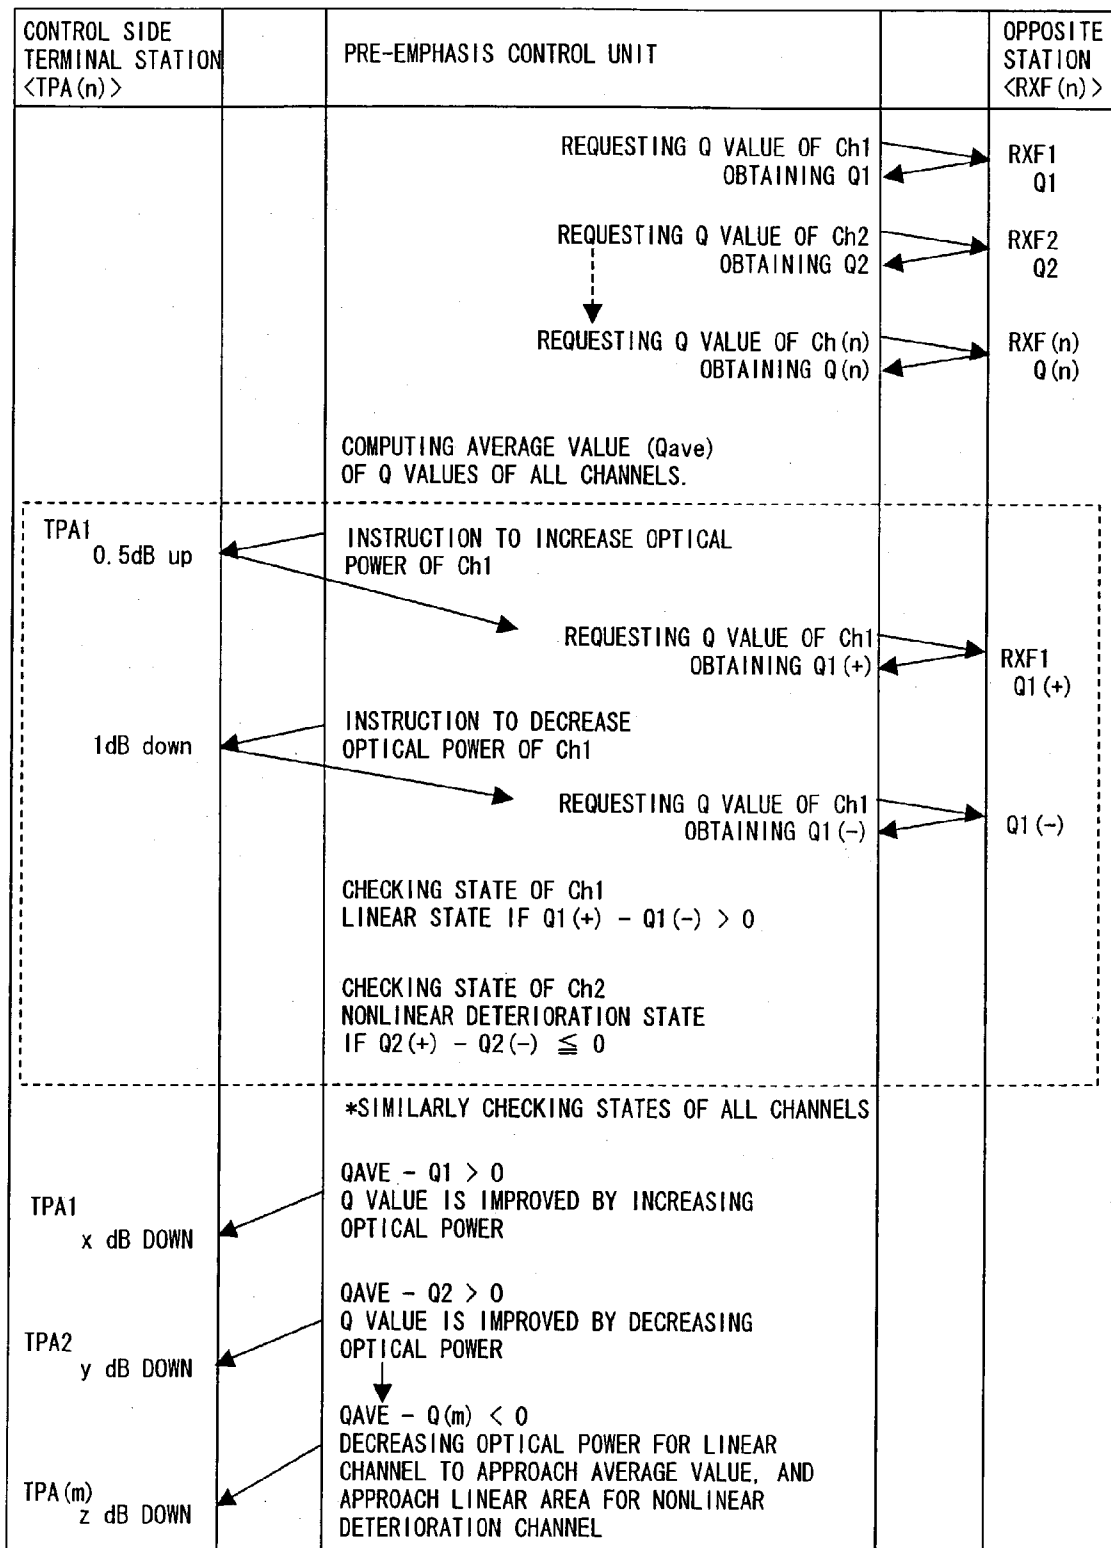 CONTROL SIDE
TERMINAL STATION
<TPA(n)>
PRE-EMPHASIS CONTROL UNIT
OPPOSITE
STATION
<RXF(n)>
REQUESTING Q VALUE OF Ch1
OBTAINING Q1
RXF1
Q1
REQUESTING Q VALUE OF Ch2
OBTAINING Q2
RXF2
Q2
REQUESTING Q VALUE OF Ch(n)
OBTAINING Q(n)
RXF(n)
Q(n)
COMPUTING AVERAGE VALUE (Qave)
OF Q VALUES OF ALL CHANNELS.
TPA1
0.5dB up
INSTRUCTION TO INCREASE OPTICAL
POWER OF Ch1
REQUESTING Q VALUE OF Ch1
OBTAINING Q1(+)
RXF1
Q1(+)
1dB down
INSTRUCTION TO DECREASE
OPTICAL POWER OF Ch1
REQUESTING Q VALUE OF Ch1
OBTAINING Q1(-)
Q1(-)
CHECKING STATE OF Ch1
LINEAR STATE IF Q1(+) - Q1(-) > 0
CHECKING STATE OF Ch2
NONLINEAR DETERIORATION STATE
IF Q2(+) - Q2(-) ≦ 0
*SIMILARLY CHECKING STATES OF ALL CHANNELS
TPA1
x dB DOWN
QAVE - Q1 > 0
Q VALUE IS IMPROVED BY INCREASING
OPTICAL POWER
TPA2
y dB DOWN
QAVE - Q2 > 0
Q VALUE IS IMPROVED BY DECREASING
OPTICAL POWER
TPA(m)
z dB DOWN
QAVE - Q(m) < 0
DECREASING OPTICAL POWER FOR LINEAR
CHANNEL TO APPROACH AVERAGE VALUE, AND
APPROACH LINEAR AREA FOR NONLINEAR
DETERIORATION CHANNEL